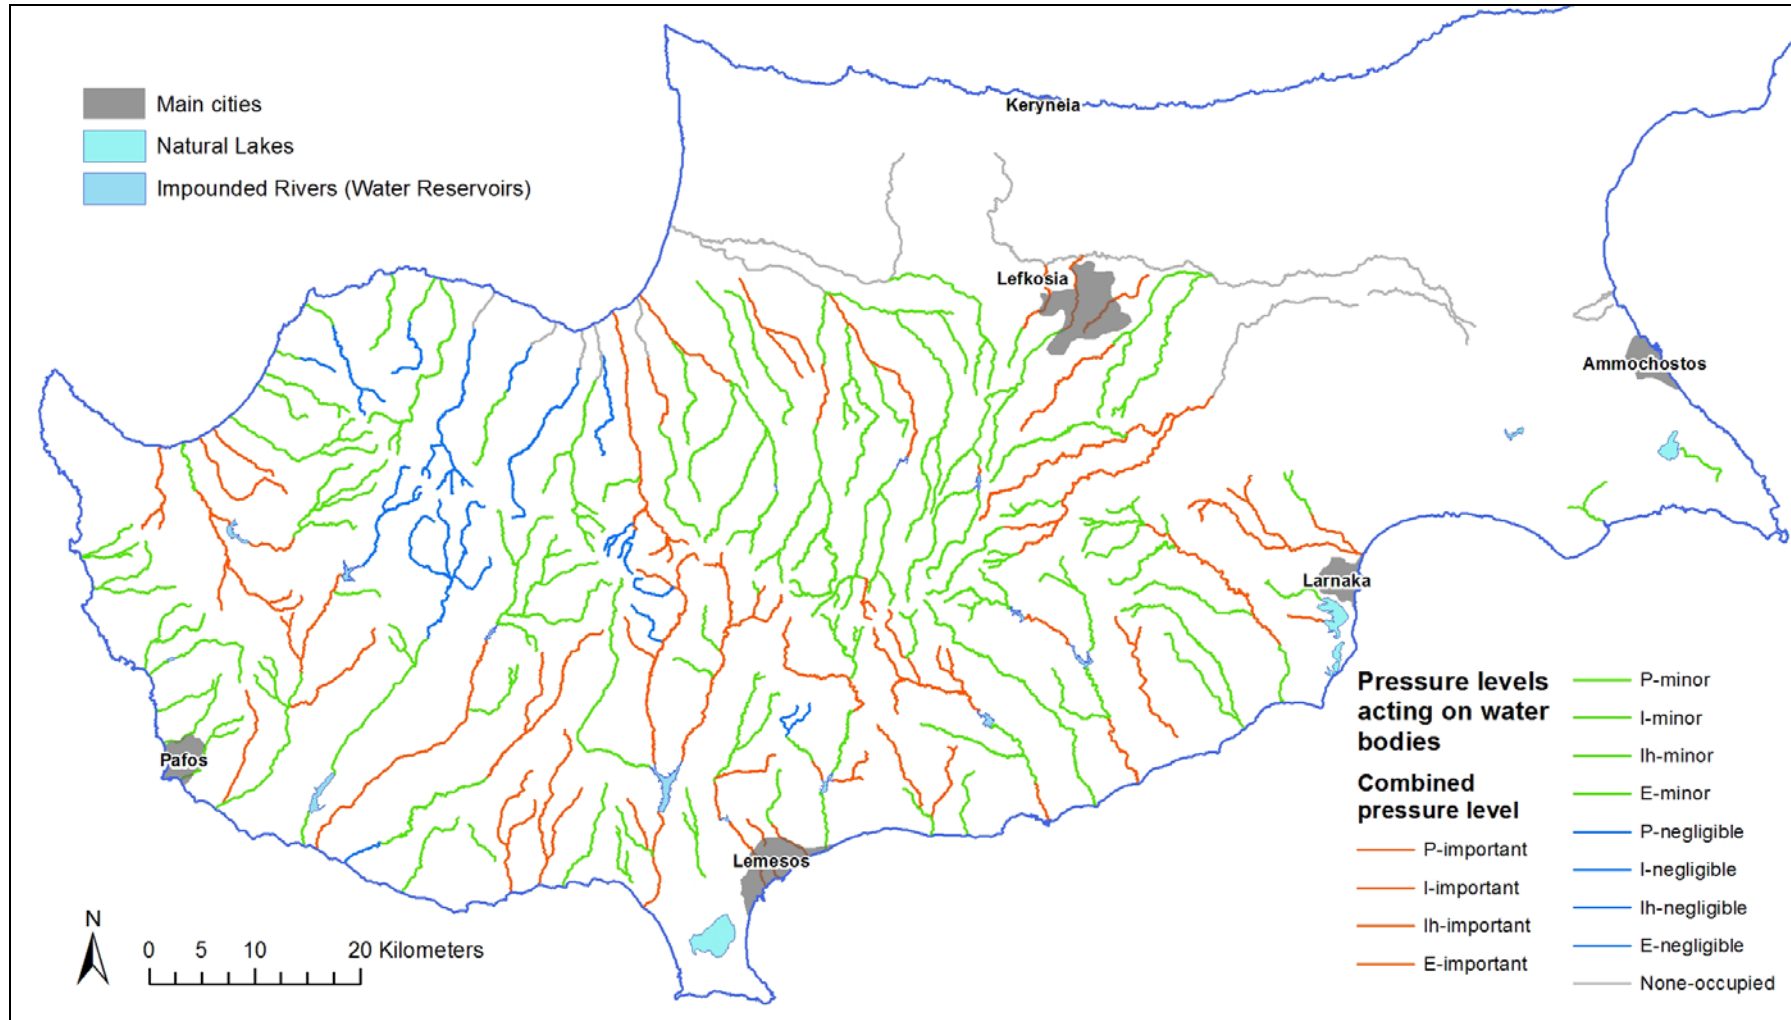 Main cities
Natural Lakes
Impounded Rivers (Water Reservoirs)
Keryneia
Lefkosia
Ammochostos
Larnaka
Pafos
Lemesos
N
0 5 10 20 Kilometers
Pressure levels
acting on water
bodies
Combined
pressure level
P-important
I-important
Ih-important
E-important
P-minor
I-minor
Ih-minor
E-minor
P-negligible
I-negligible
Ih-negligible
E-negligible
None-occupied